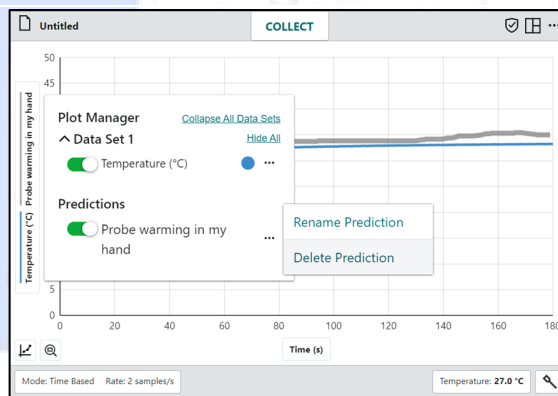 Untitled
COLLECT
50
45
5
0
Probe warming in my hand
Temperature (°C)
Plot Manager
Collapse All Data Sets
Data Set 1
Hide All
Temperature (°C)
Predictions
Probe warming in my
hand
Rename Prediction
Delete Prediction
0 20 40 60 80 100 120 140 160 180
Time (s)
Mode: Time Based Rate: 2 samples/s
Temperature: 27.0 °C